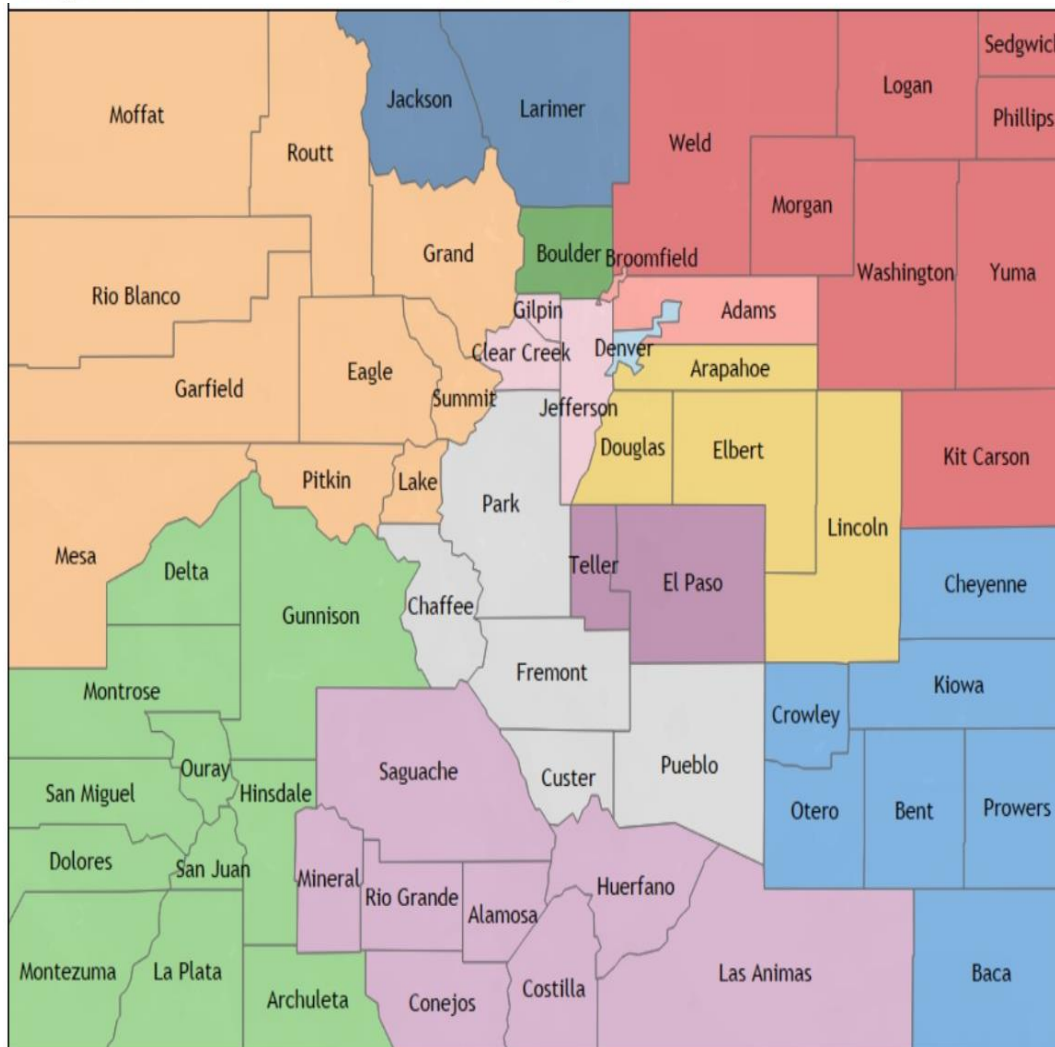 Sedgwick
Logan
Jackson
Larimer
Moffat
Phillips
Weld
Routt
Morgan
Grand
Boulder
Broomfield
Washington
Yuma
Rio Blanco
Gilpin
Adams
Denver
Clear Creek
Arapahoe
Eagle
Garfield
Summit
Jefferson
Douglas
Elbert
Kit Carson
Pitkin
Lake
Park
Lincoln
Mesa
Delta
Teller
El Paso
Cheyenne
Chaffee
Gunnison
Fremont
Kiowa
Montrose
Crowley
Ouray
Saguache
Pueblo
Custer
San Miguel
Hinsdale
Otero
Bent
Prowers
Dolores
San Juan
Mineral
Huerfano
Rio Grande
Alamosa
Montezuma
La Plata
Las Animas
Baca
Costilla
Archuleta
Conejos